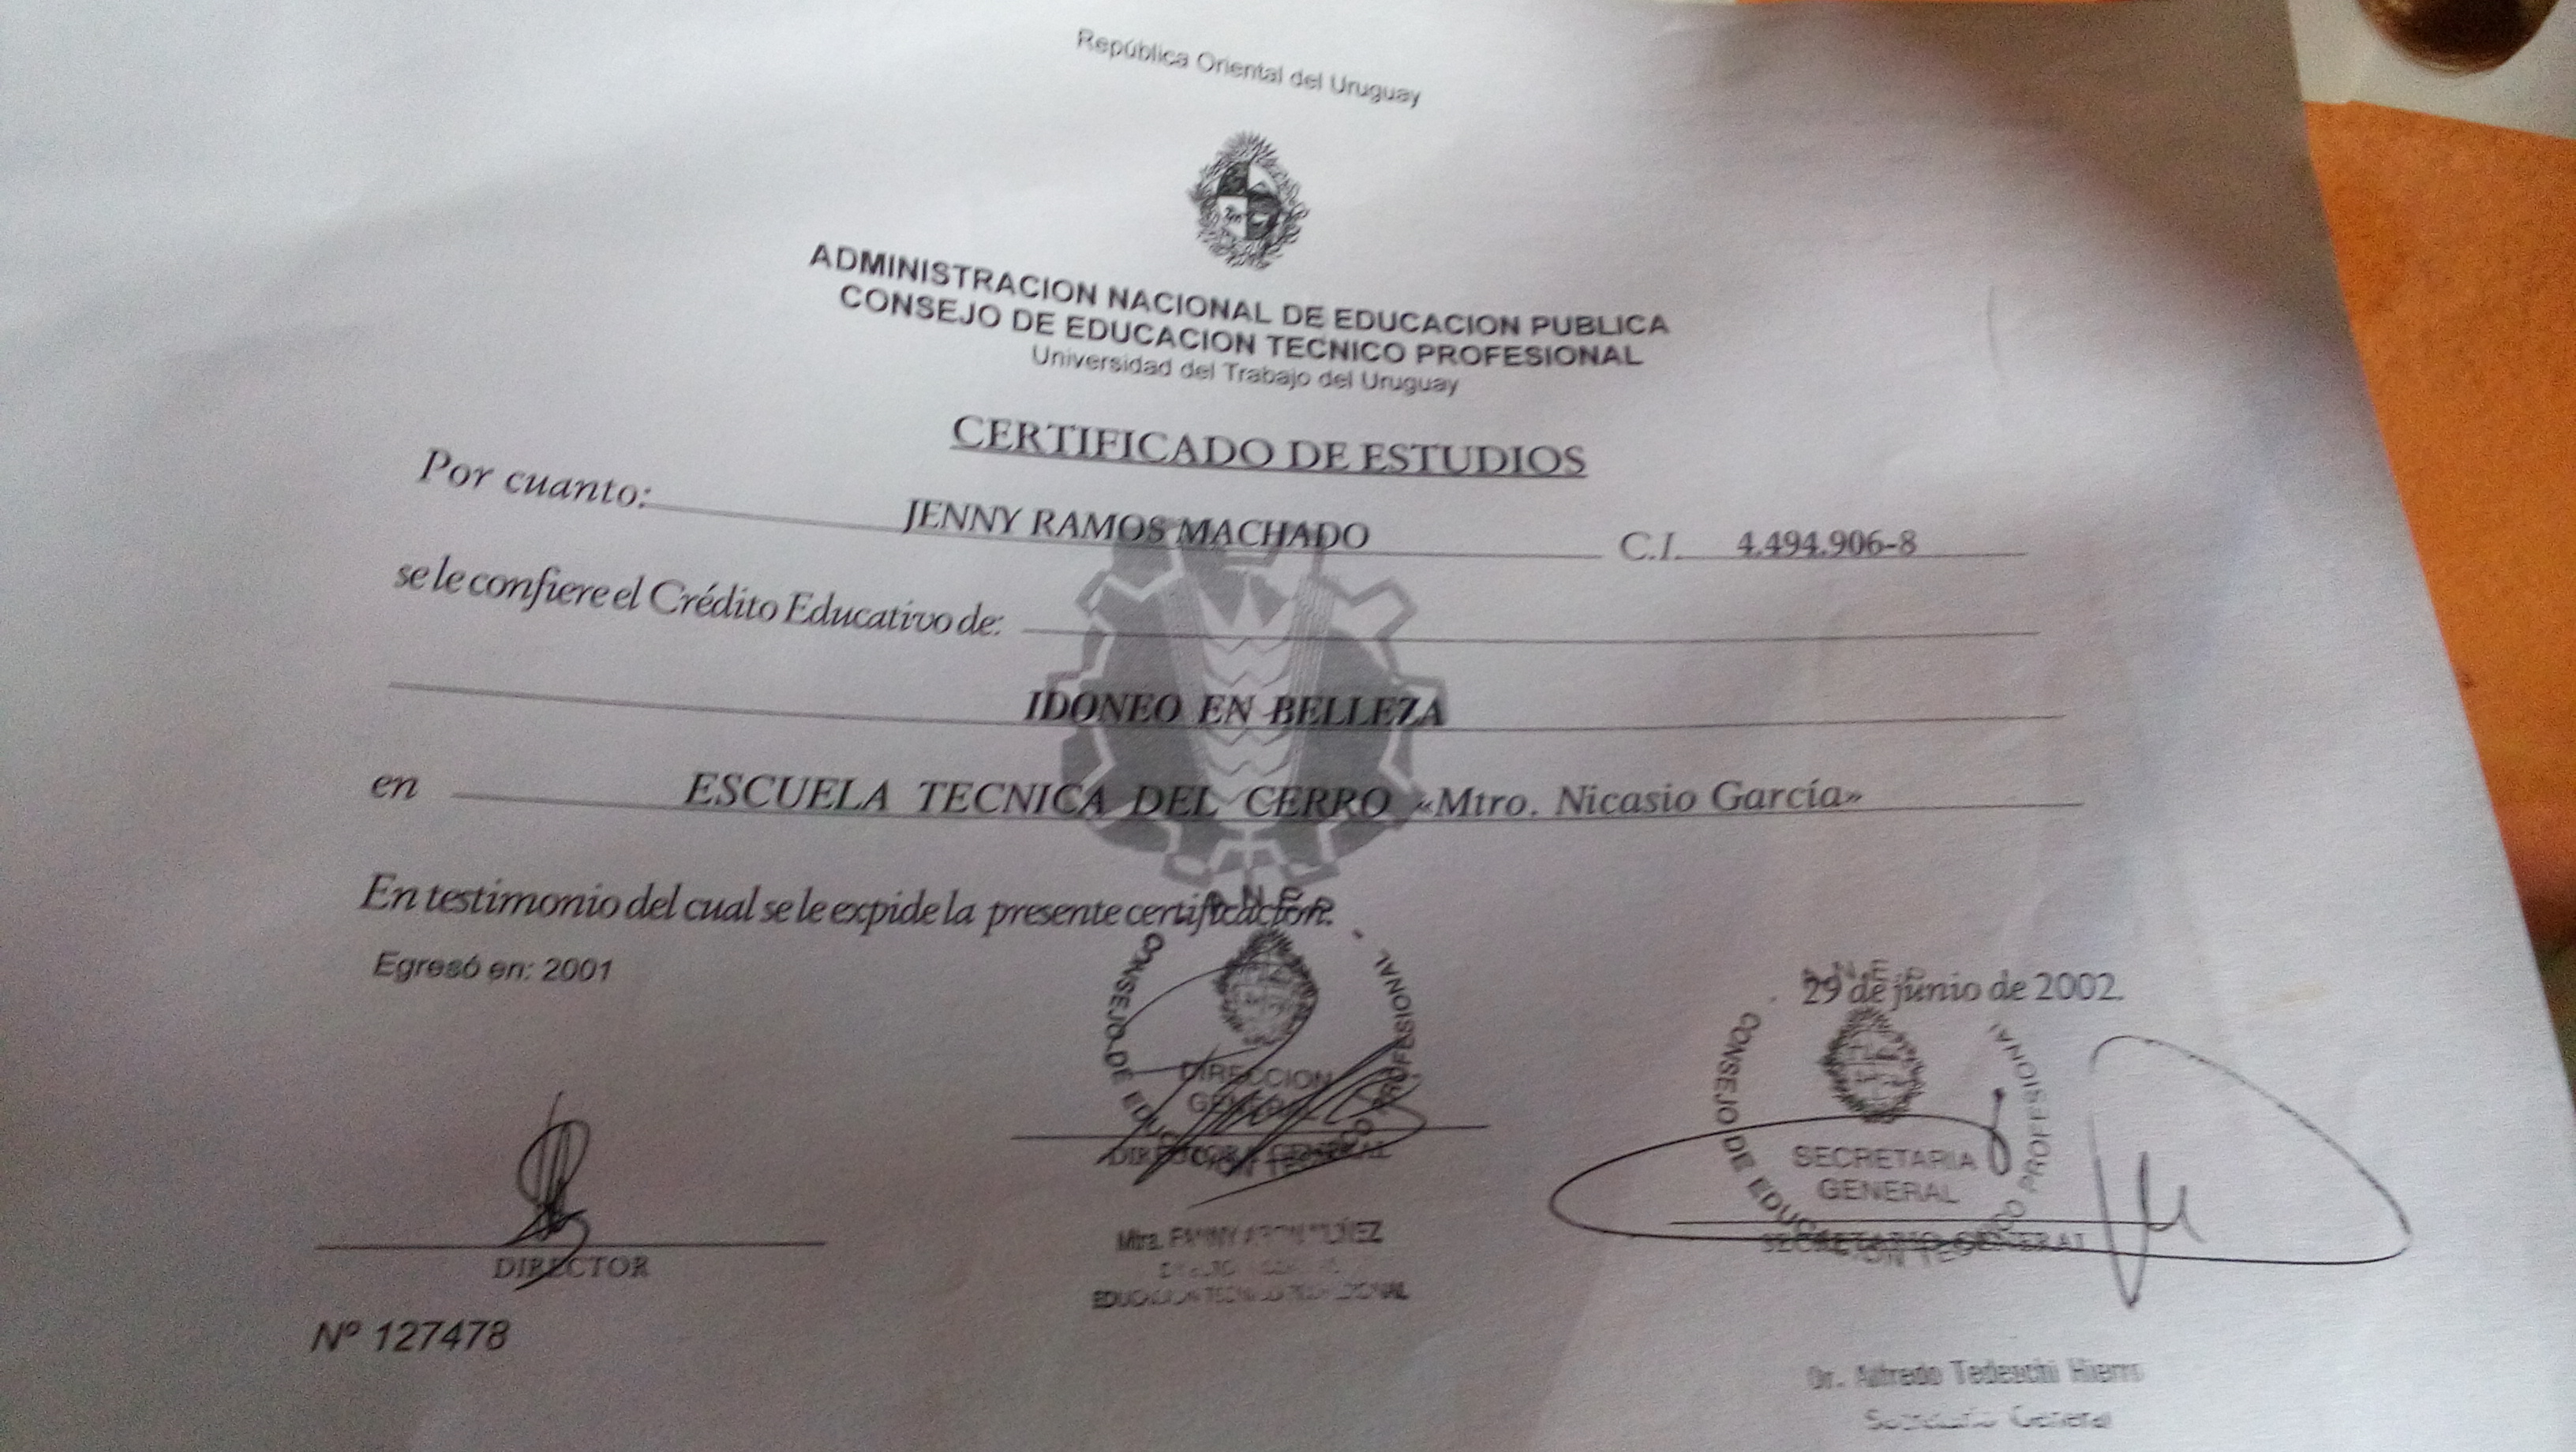 República Oriental del Uruguay
ADMINISTRACION NACIONAL DE EDUCACION PUBLICA
CONSEJO DE EDUCACION TECNICO PROFESIONAL
Universidad del Trabajo del Uruguay
CERTIFICADO DE ESTUDIOS
Por cuanto: JENNY RAMOS MACHADO C.I. 4.494.906-8
se le confiere el Crédito Educativo de:
IDONEO EN BELLEZA
en ESCUELA TECNICA DEL CERRO «Mtro. Nicasio García»
En testimonio del cual se le expide la presente certificación.
Egresó en: 2001
29 de junio de 2002.
CONSEJO DE EDUCACION TECNICO PROFESIONAL
DIRECCION
GENERAL
DIRECTORA GENERAL
CONSEJO DE EDUCACION TECNICO PROFESIONAL
SECRETARIA
GENERAL
SECRETARIO GENERAL
DIRECTOR
Mtra. FANNY
EDUCACION TECNICO PROFESIONAL
Nº 127478
Dr. Alfredo Tedeschi Hierro
Secretario General